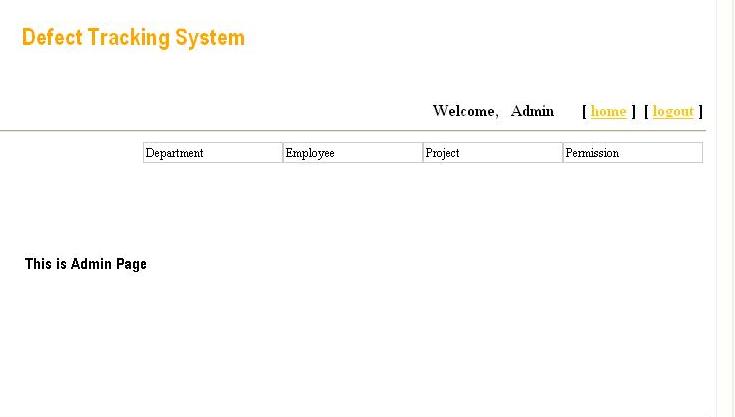 Defect Tracking System
Welcome, Admin [ home ] [ logout ]
Department Employee Project Permission
This is Admin Page